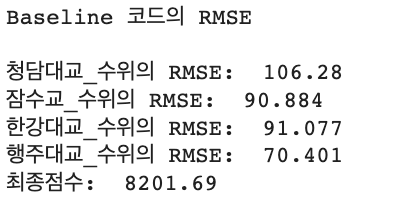 Baseline 코드의 RMSE
청담대교_수위의 RMSE: 106.28
잠수교_수위의 RMSE: 90.884
한강대교_수위의 RMSE: 91.077
행주대교_수위의 RMSE: 70.401
최종점수: 8201.69